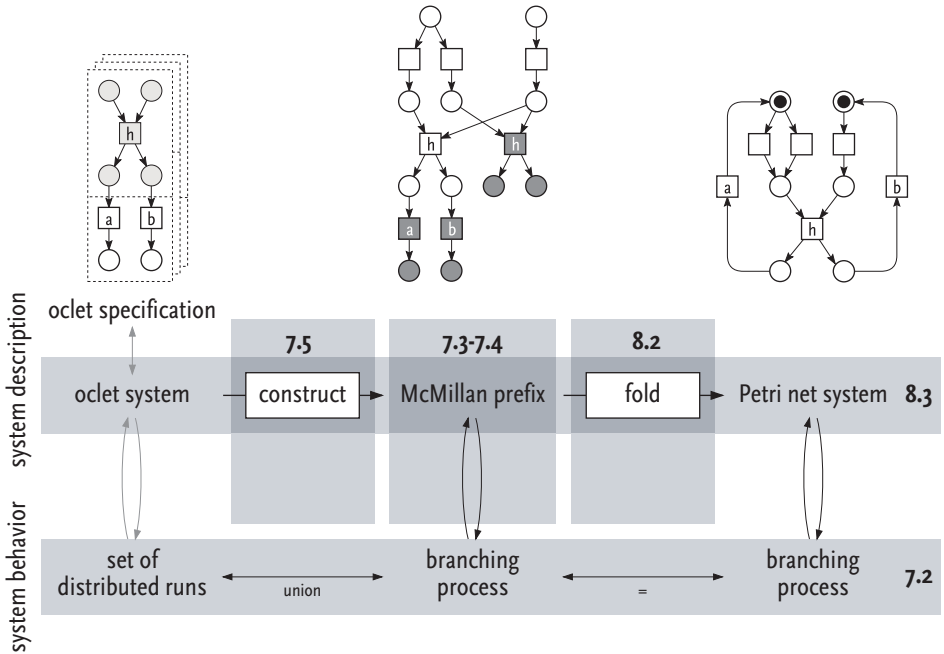 h
a b
h h
a b
a b
h
oclet specification
system description
7.5 7.3-7.4 8.2
oclet system construct McMillan prefix fold Petri net system 8.3
system behavior
set of
distributed runs
union
branching
process
=
branching
process
7.2